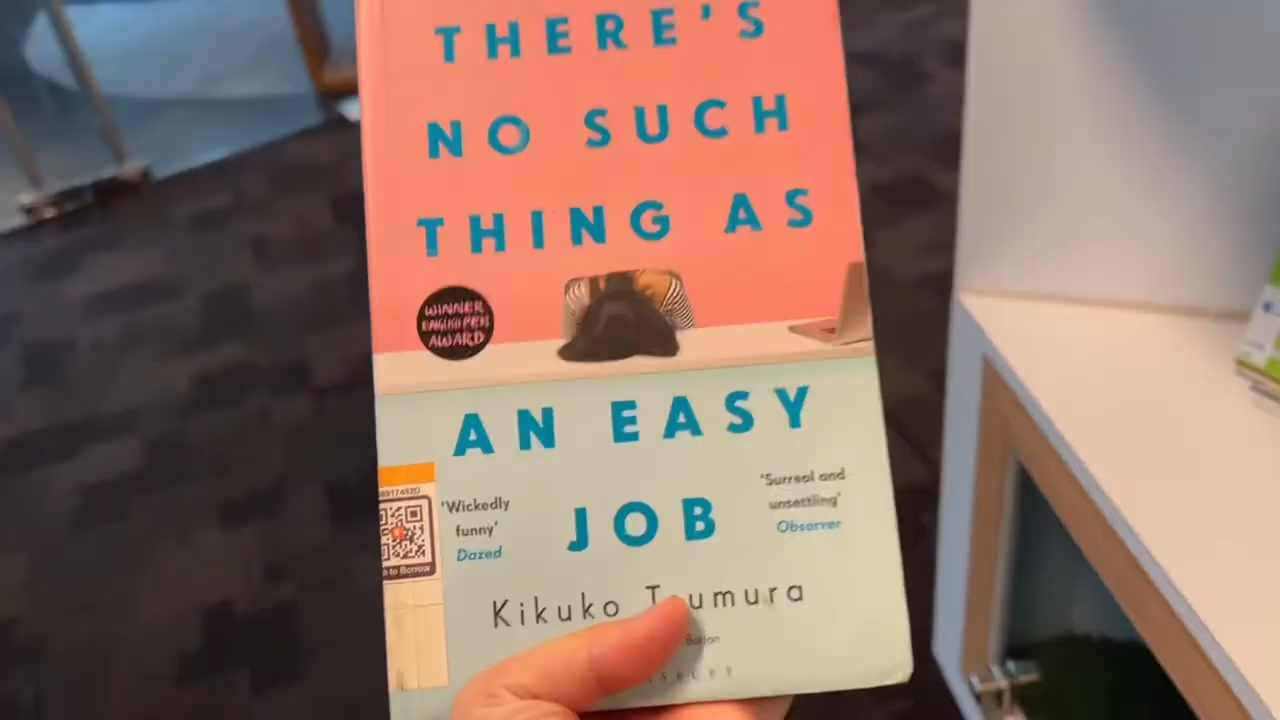 THERE'S
NO SUCH
THING AS
WINNER
ENGLISH PEN
AWARD
AN EASY
JOB
'Wickedly
funny'
Dazed
'Surreal and
unsettling'
Observer
to Borrow
Kikuko